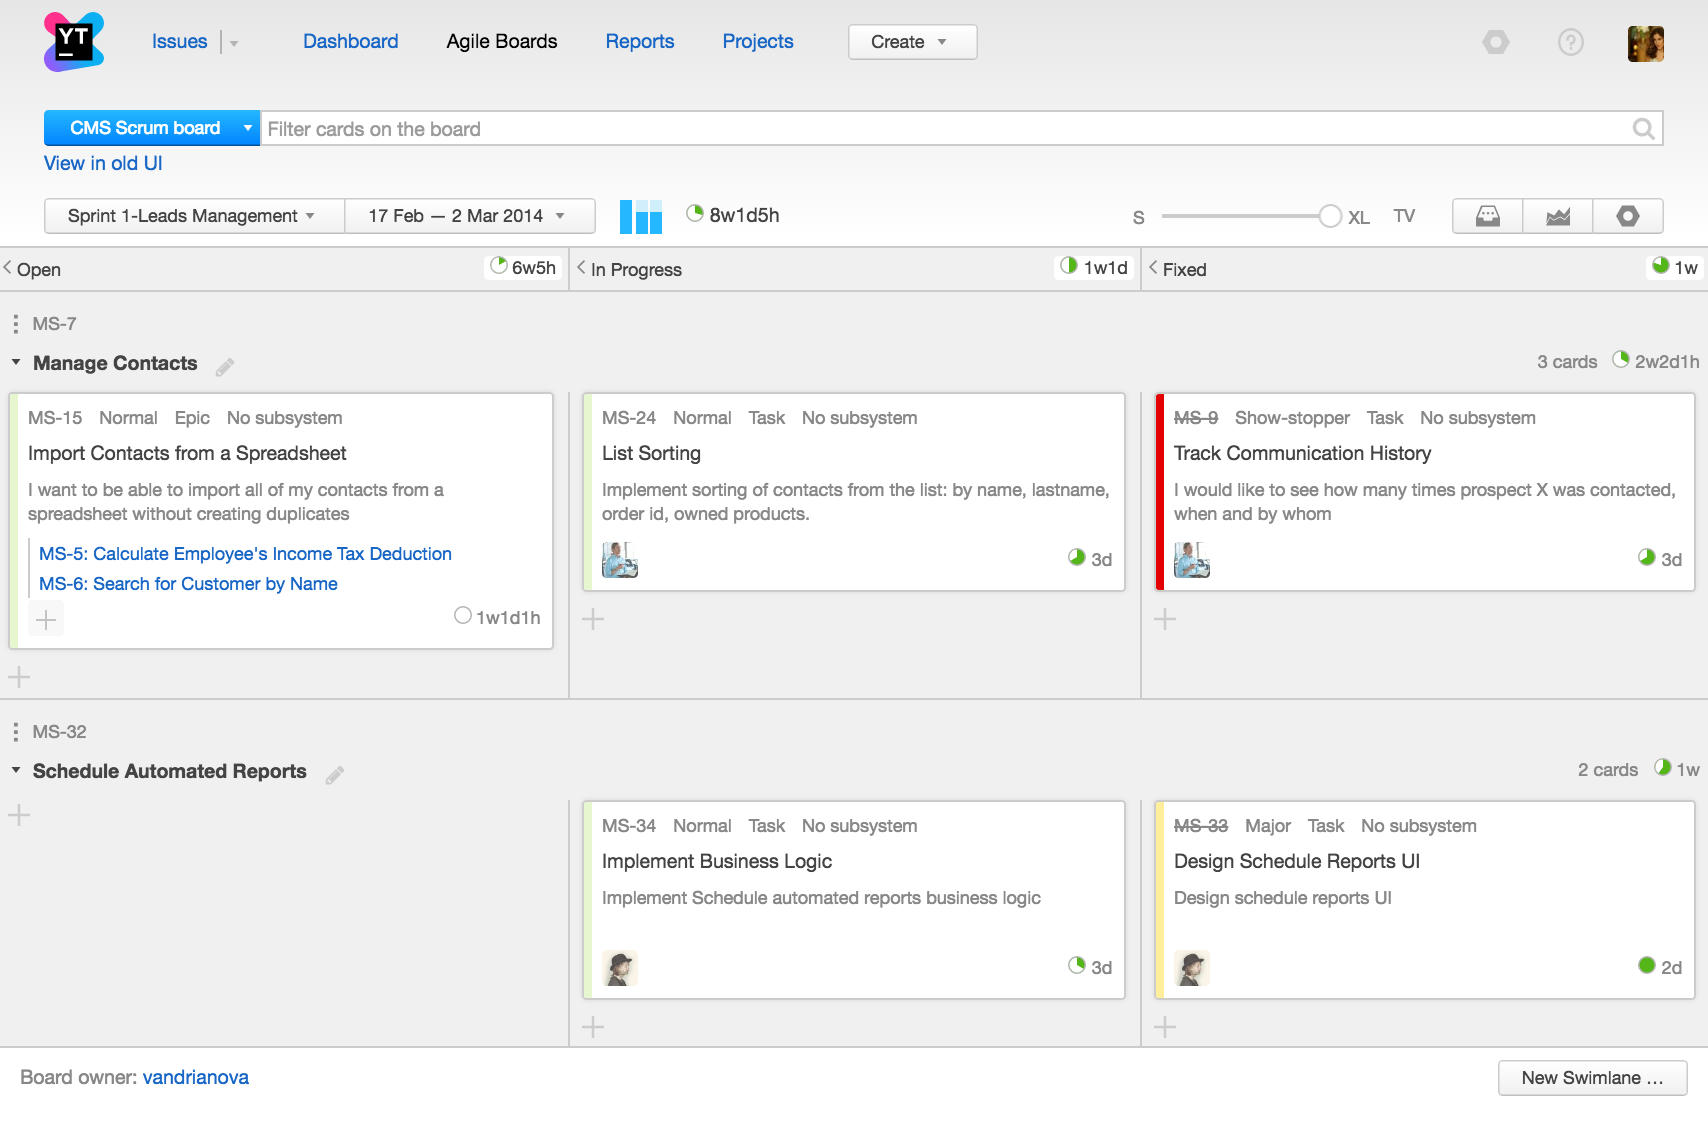 YT
Issues
Dashboard
Agile Boards
Reports
Projects
Create
CMS Scrum board
Filter cards on the board
View in old UI
Sprint 1-Leads Management
17 Feb — 2 Mar 2014
8w1d5h
S
XL
TV
Open
6w5h
In Progress
1w1d
Fixed
1w
MS-7
Manage Contacts
3 cards
2w2d1h
MS-15 Normal Epic No subsystem
Import Contacts from a Spreadsheet
I want to be able to import all of my contacts from a
spreadsheet without creating duplicates
MS-5: Calculate Employee's Income Tax Deduction
MS-6: Search for Customer by Name
1w1d1h
MS-24 Normal Task No subsystem
List Sorting
Implement sorting of contacts from the list: by name, lastname,
order id, owned products.
3d
MS-9 Show-stopper Task No subsystem
Track Communication History
I would like to see how many times prospect X was contacted,
when and by whom
3d
MS-32
Schedule Automated Reports
2 cards
1w
MS-34 Normal Task No subsystem
Implement Business Logic
Implement Schedule automated reports business logic
3d
MS-33 Major Task No subsystem
Design Schedule Reports UI
Design schedule reports UI
2d
Board owner: vandrianova
New Swimlane ...